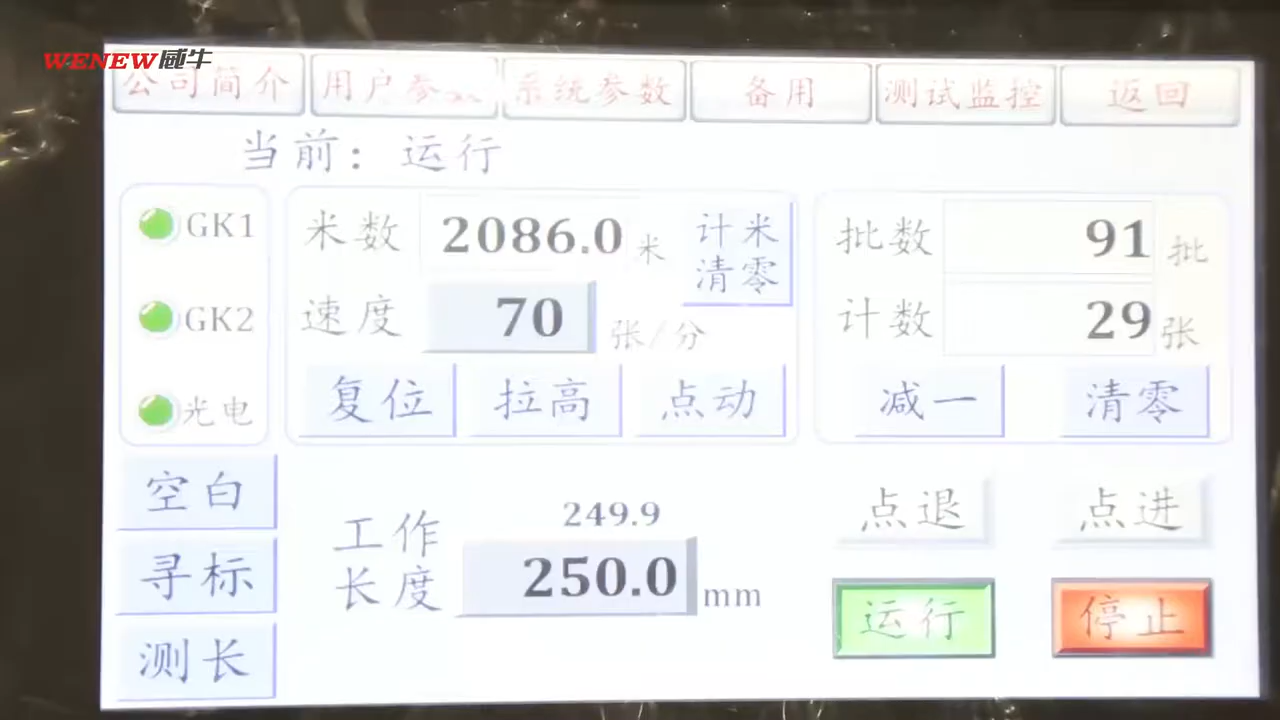 WENEW威牛
公司简介 用户参数 系统参数 备用 测试监控 返回
当前：运行
GK1
GK2
光电
米数 2086.0 米
计米清零
速度 70 张/分
复位 拉高 点动
批数 91 批
计数 29 张
减一 清零
空白
寻标
测长
249.9
工作长度 250.0 mm
点退 点进
运行 停止